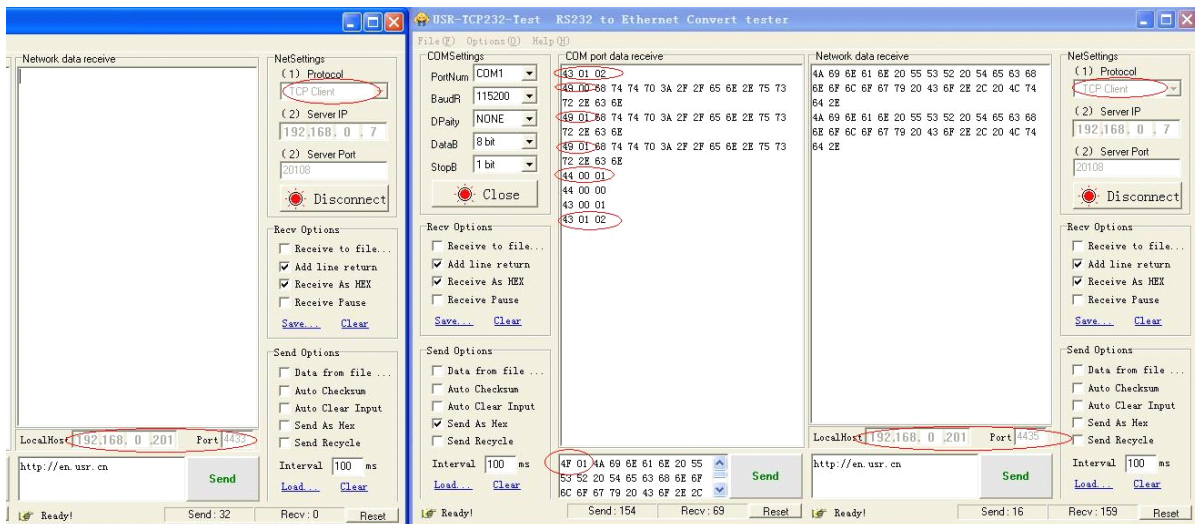 USR-TCP232-Test RS232 to Ethernet Convert tester
File(F) Options(O) Help(H)
Network data receive
NetSettings
(1) Protocol
TCP Client
(2) Server IP
192.168. 0 . 7
(2) Server Port
20108
Disconnect
Recv Options
Receive to file...
Add line return
Receive As HEX
Receive Pause
Save... Clear
Send Options
Data from file ...
Auto Checksum
Auto Clear Input
Send As Hex
Send Recycle
Interval 100 ms
Load... Clear
LocalHost 192.168. 0 .201 Port 4433
http://en.usr.cn
Send
Ready!
Send : 32
Recv : 0
Reset
COMSettings
PortNum COM1
BaudR 115200
DPaity NONE
DataB 8 bit
StopB 1 bit
Close
Recv Options
Receive to file...
Add line return
Receive As HEX
Receive Pause
Save... Clear
Send Options
Data from file ...
Auto Checksum
Auto Clear Input
Send As Hex
Send Recycle
Interval 100 ms
Load... Clear
COM port data receive
43 01 02
49 00 68 74 74 70 3A 2F 2F 65 6E 2E 75 73
72 2E 63 6E
49 01 68 74 74 70 3A 2F 2F 65 6E 2E 75 73
72 2E 63 6E
49 01 68 74 74 70 3A 2F 2F 65 6E 2E 75 73
72 2E 63 6E
44 00 01
44 00 00
43 00 01
43 01 02
4F 01 4A 69 6E 61 6E 20 55
53 52 20 54 65 63 68 6E 6F
6C 6F 67 79 20 43 6F 2E 2C
Send
Ready!
Send : 154
Recv : 69
Reset
Network data receive
4A 69 6E 61 6E 20 55 53 52 20 54 65 63 68
6E 6F 6C 6F 67 79 20 43 6F 2E 2C 20 4C 74
64 2E
4A 69 6E 61 6E 20 55 53 52 20 54 65 63 68
6E 6F 6C 6F 67 79 20 43 6F 2E 2C 20 4C 74
64 2E
LocalHost 192.168. 0 .201 Port 4435
http://en.usr.cn
Send
Ready!
Send : 16
Recv : 159
Reset
NetSettings
(1) Protocol
TCP Client
(2) Server IP
192.168. 0 . 7
(2) Server Port
20108
Disconnect
Recv Options
Receive to file...
Add line return
Receive As HEX
Receive Pause
Save... Clear
Send Options
Data from file ...
Auto Checksum
Auto Clear Input
Send As Hex
Send Recycle
Interval 100 ms
Load... Clear